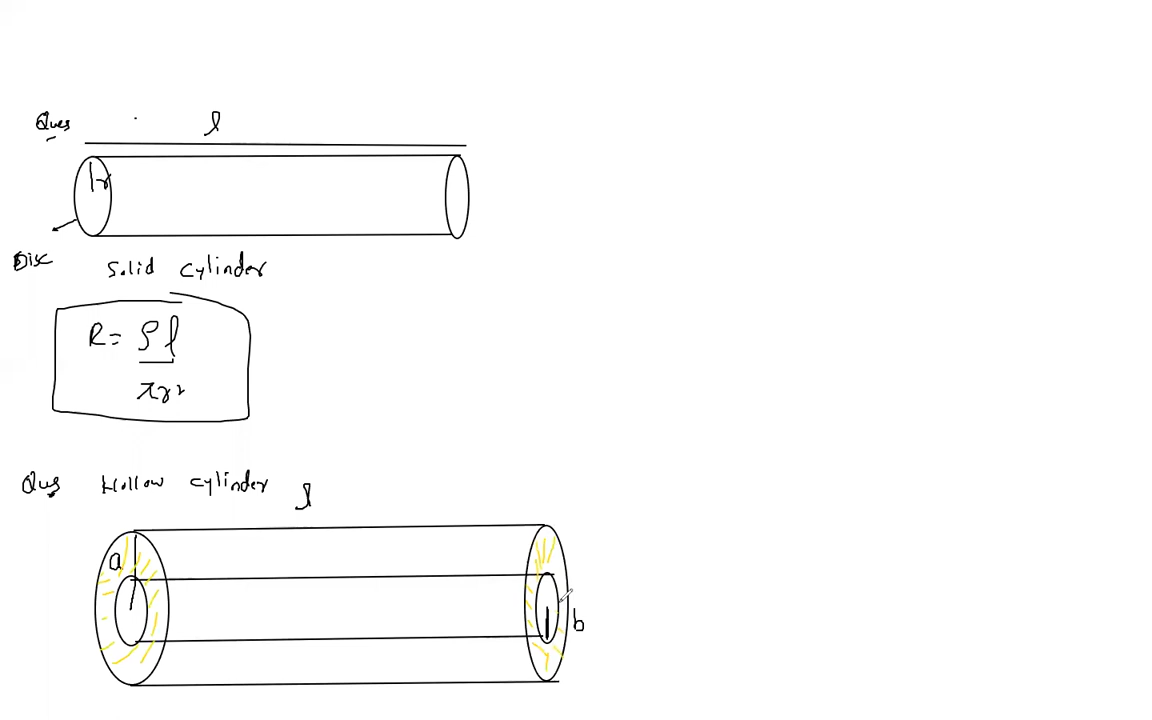 Ques l
r
Disc Solid cylinder
R = ρl
πr²
Ques Hollow cylinder l
a
b